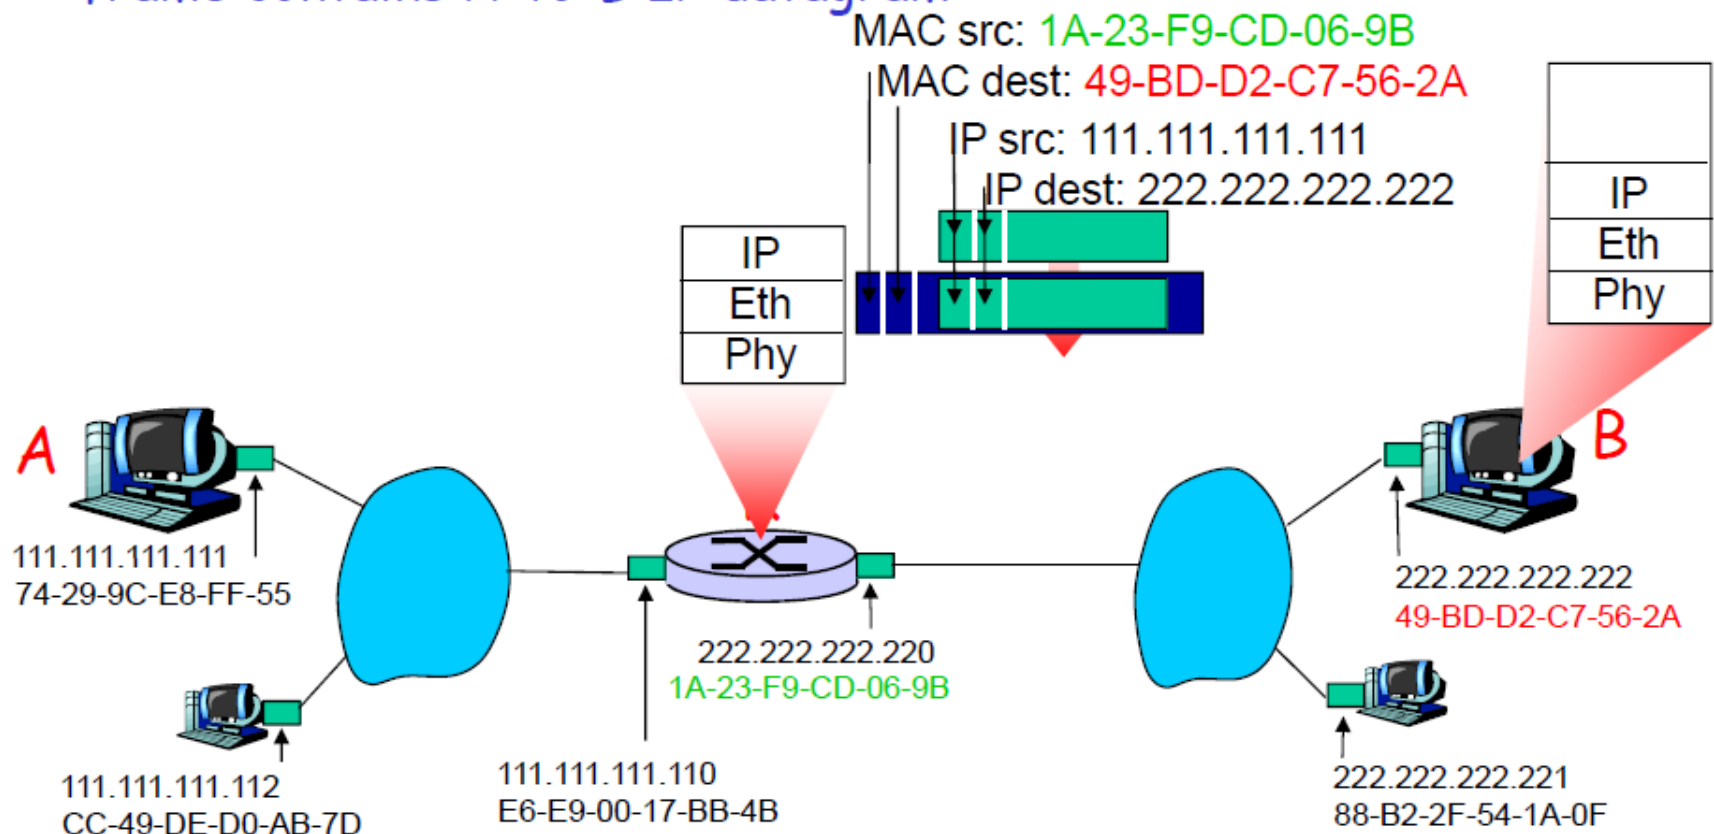 MAC src: 1A-23-F9-CD-06-9B
MAC dest: 49-BD-D2-C7-56-2A
IP src: 111.111.111.111
IP dest: 222.222.222.222
IP
Eth
Phy
IP
Eth
Phy
A
B
111.111.111.111
74-29-9C-E8-FF-55
222.222.222.222
49-BD-D2-C7-56-2A
222.222.222.220
1A-23-F9-CD-06-9B
111.111.111.112
CC-49-DE-D0-AB-7D
111.111.111.110
E6-E9-00-17-BB-4B
222.222.222.221
88-B2-2F-54-1A-0F